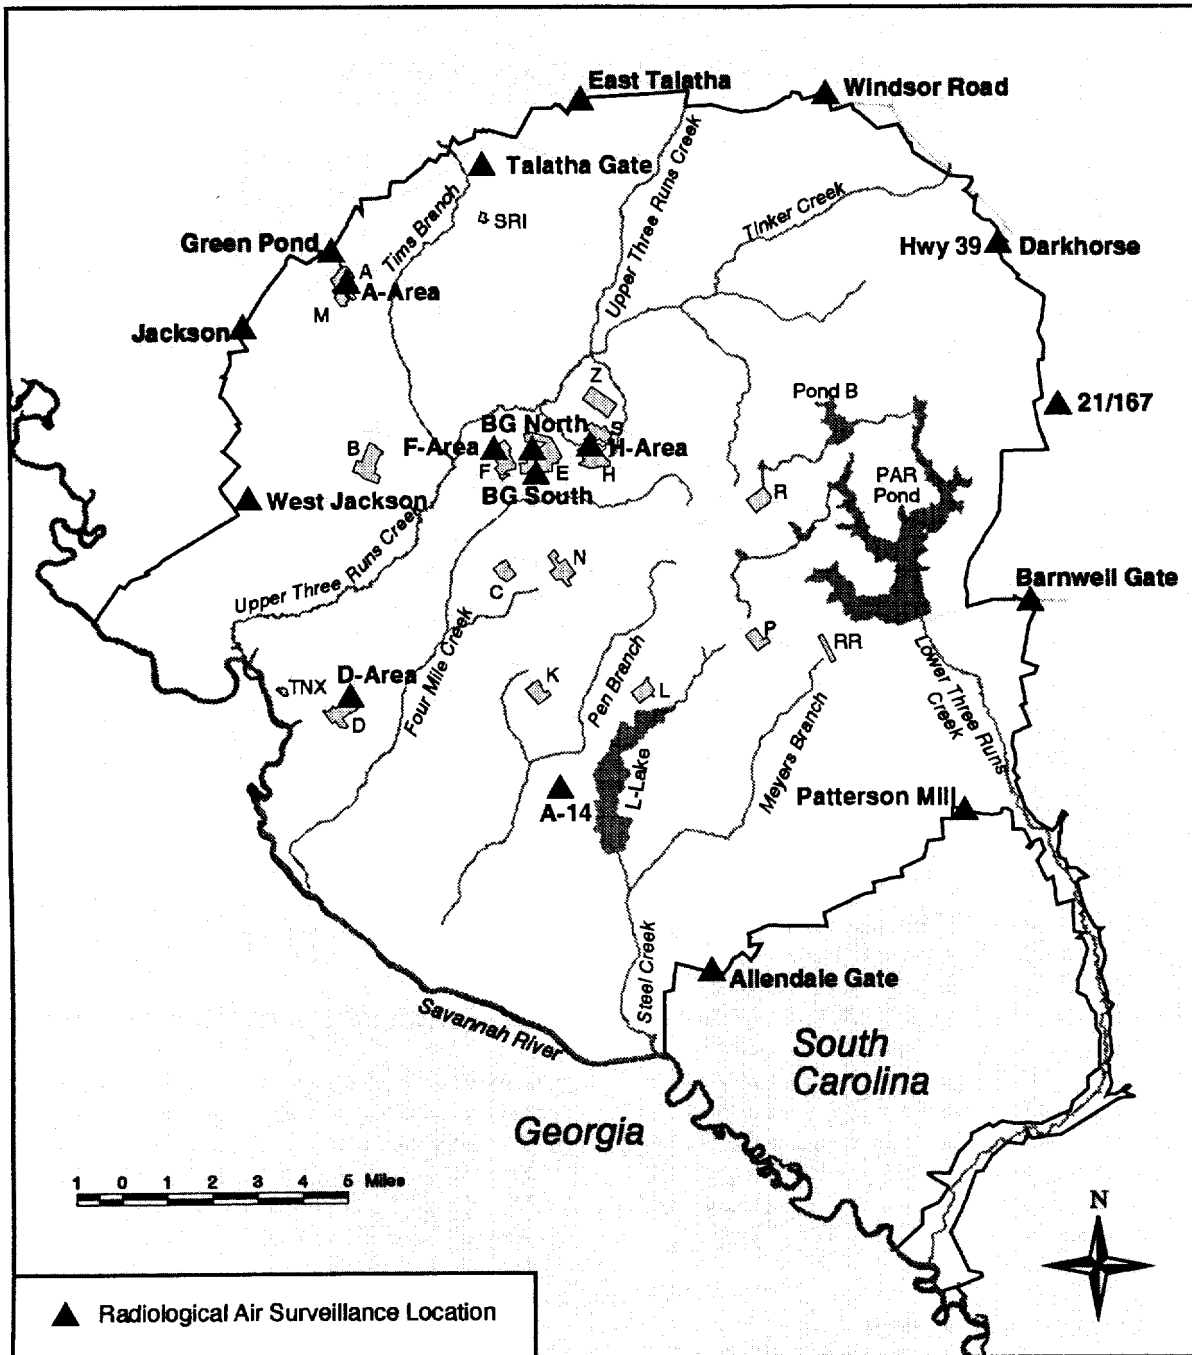 East Talatha
Windsor Road
Talatha Gate
Upper Three Runs Creek
Tims Branch
SRI
Tinker Creek
Green Pond
Hwy 39
Darkhorse
A
A-Area
M
Jackson
Z
Pond B
21/167
BG North
S
B
F-Area
H-Area
F
E
H
PAR
Pond
BG South
R
West Jackson
Upper Three Runs Creek
N
C
Barnwell Gate
P
RR
Four Mile Creek
D-Area
TNX
D
K
Pen Branch
L
Lower Three Runs
Creek
Meyers Branch
L-Lake
A-14
Patterson Mill
Steel Creek
Allendale Gate
Savannah River
South
Carolina
Georgia
1 0 1 2 3 4 5 Miles
N
Radiological Air Surveillance Location